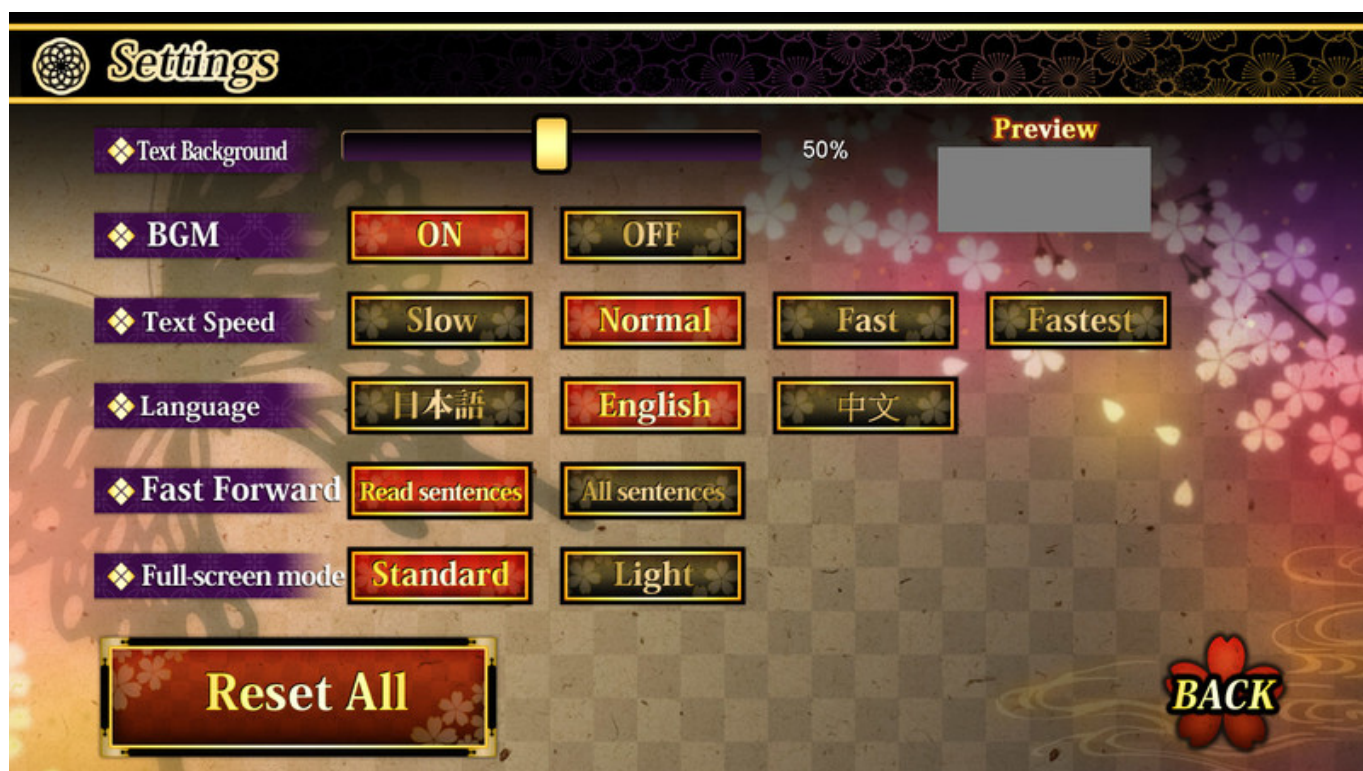 Settings
Text Background 50% Preview
BGM ON OFF
Text Speed Slow Normal Fast Fastest
Language 日本語 English 中文
Fast Forward Read sentences All sentences
Full-screen mode Standard Light
Reset All
BACK